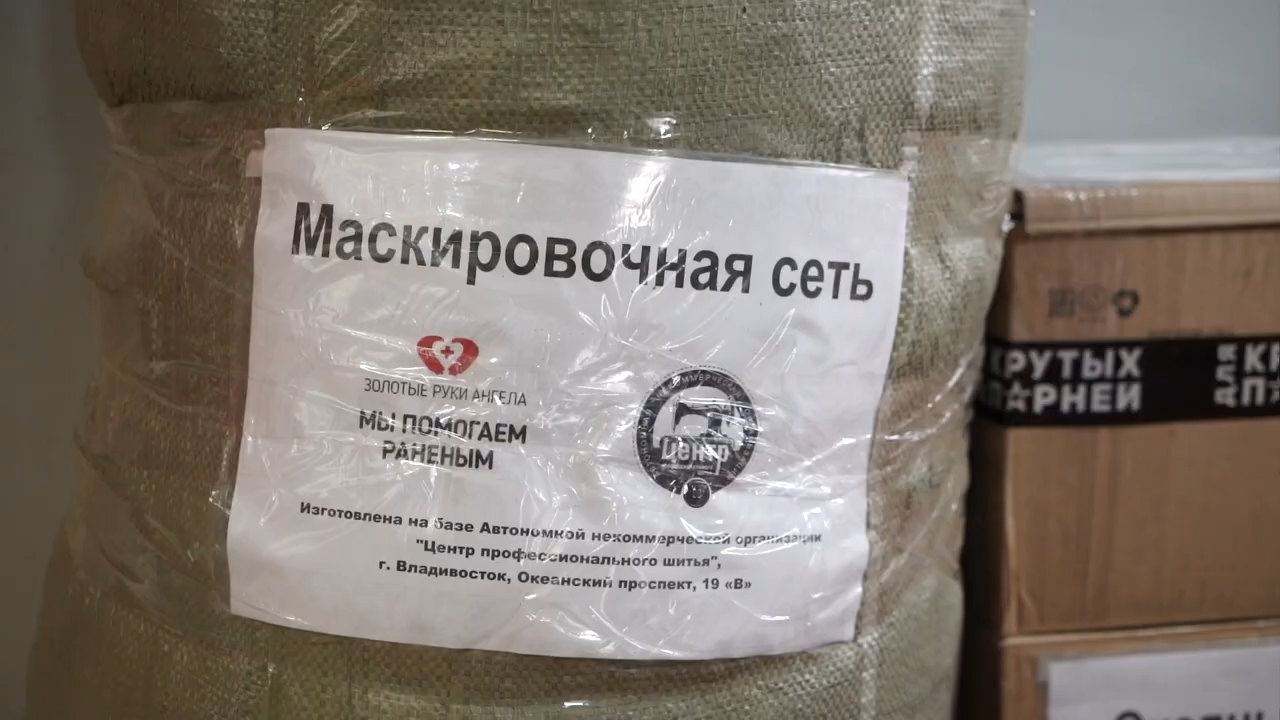 Маскировочная сеть
ЗОЛОТЫЕ РУКИ АНГЕЛА
МЫ ПОМОГАЕМ
РАНЕНЫМ
Центр
Изготовлена на базе Автономной некоммерческой организации
"Центр профессионального шитья",
г. Владивосток, Океанский проспект, 19 «В»
КРУТЫХ
ПАРНЕЙ
ДЛЯ